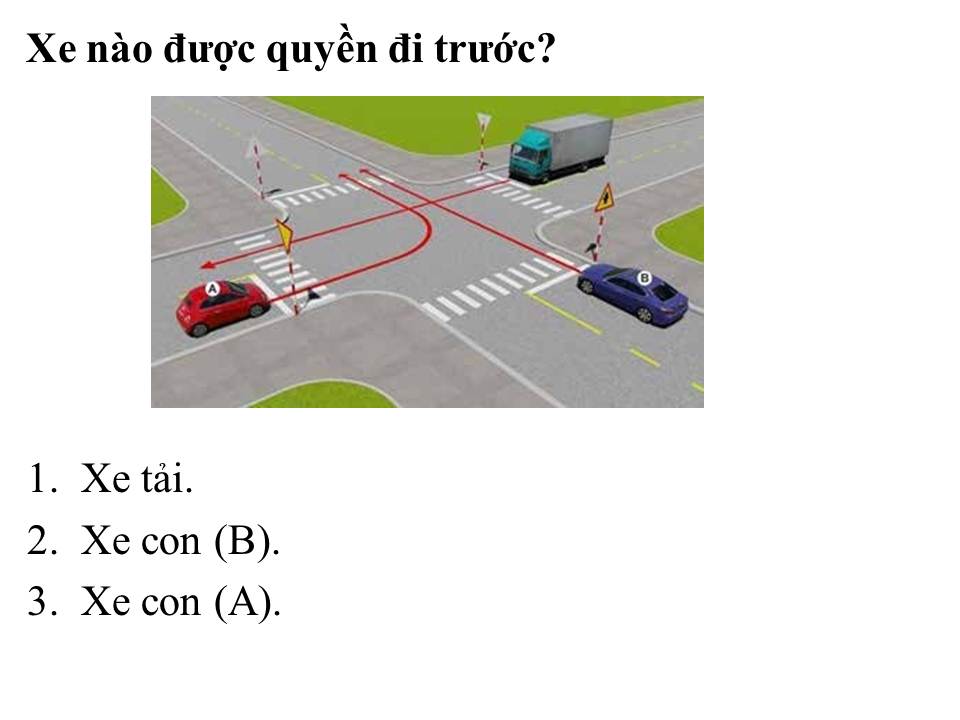 Xe nào được quyền đi trước?
A
B
1. Xe tải.
2. Xe con (B).
3. Xe con (A).